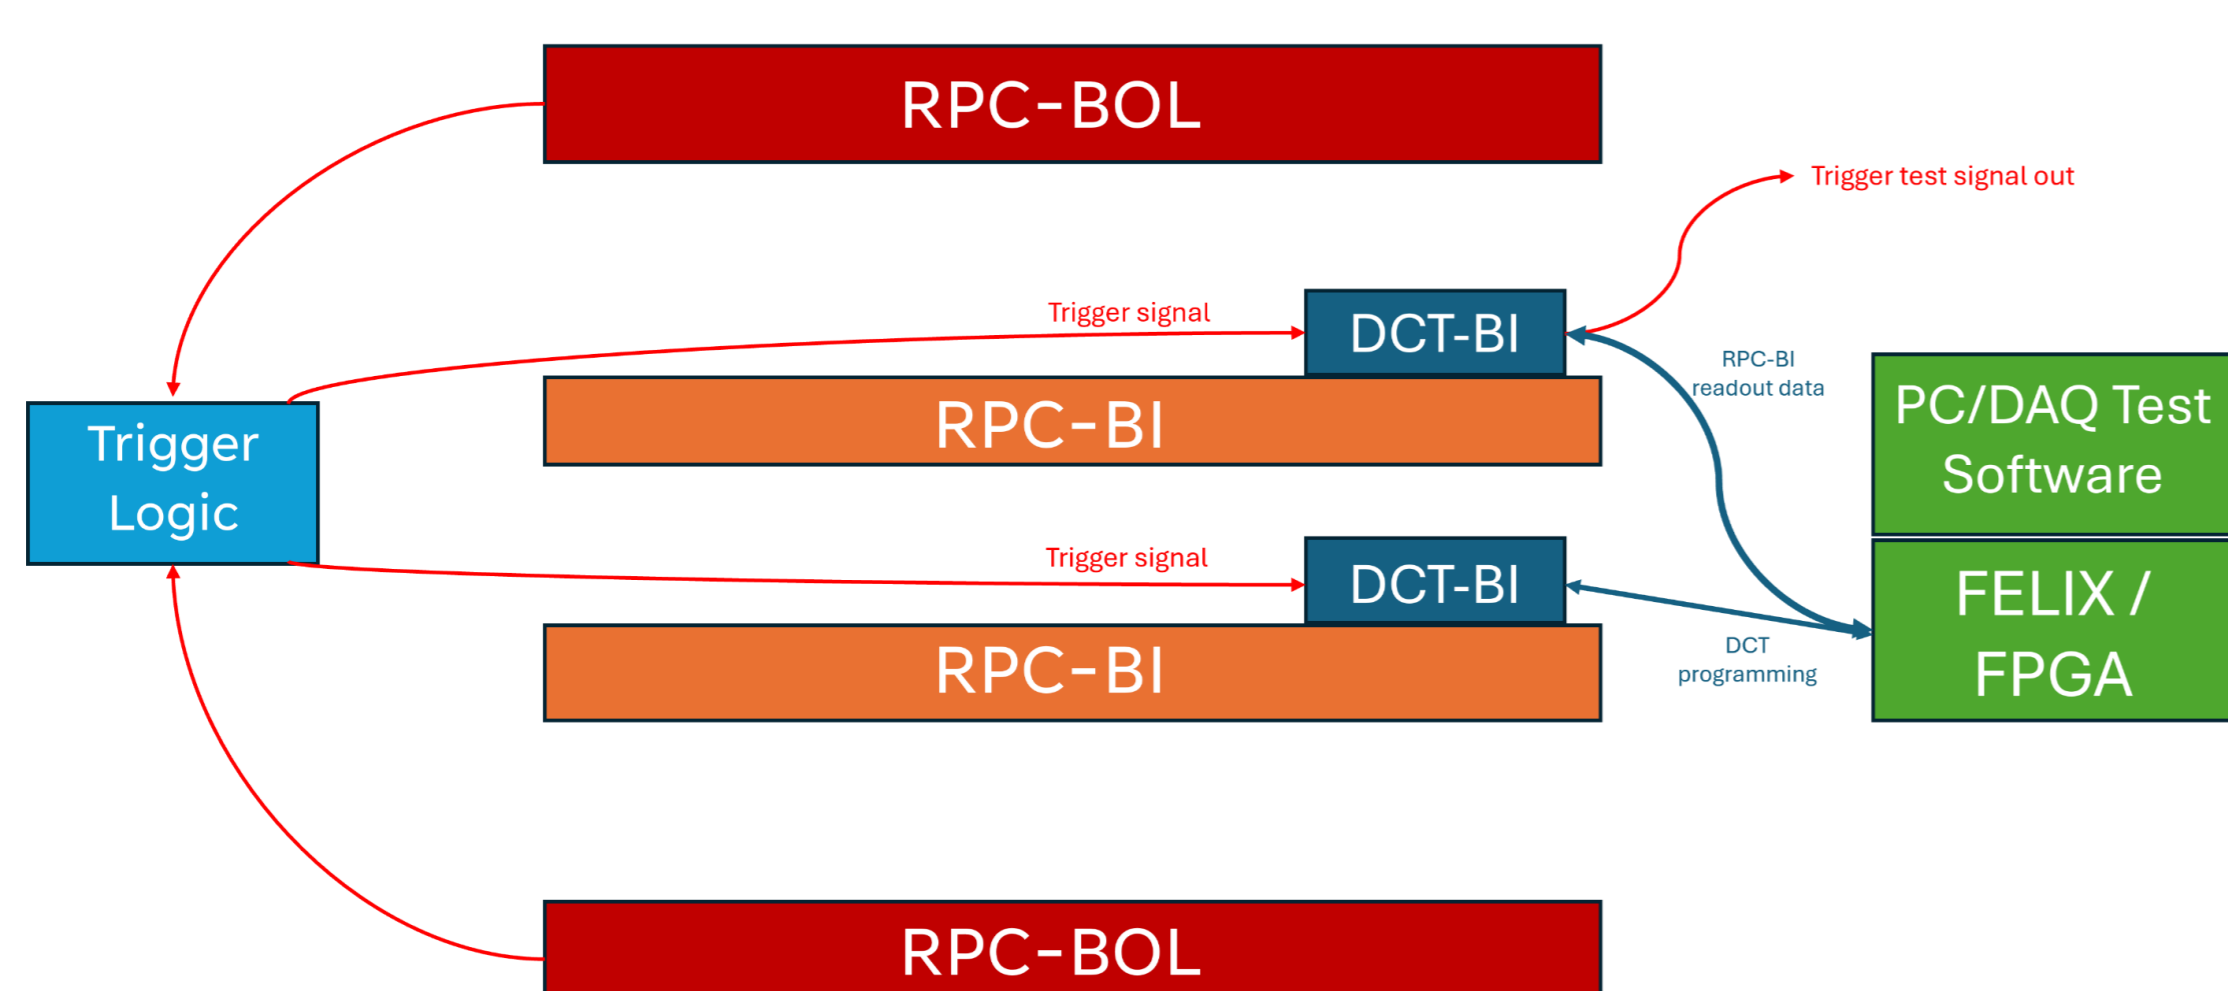 RPC-BOL
Trigger test signal out
Trigger signal
DCT-BI
RPC-BI
readout data
RPC-BI
PC/DAQ Test
Software
Trigger
Logic
Trigger signal
DCT-BI
FELIX /
FPGA
DCT
programming
RPC-BI
RPC-BOL